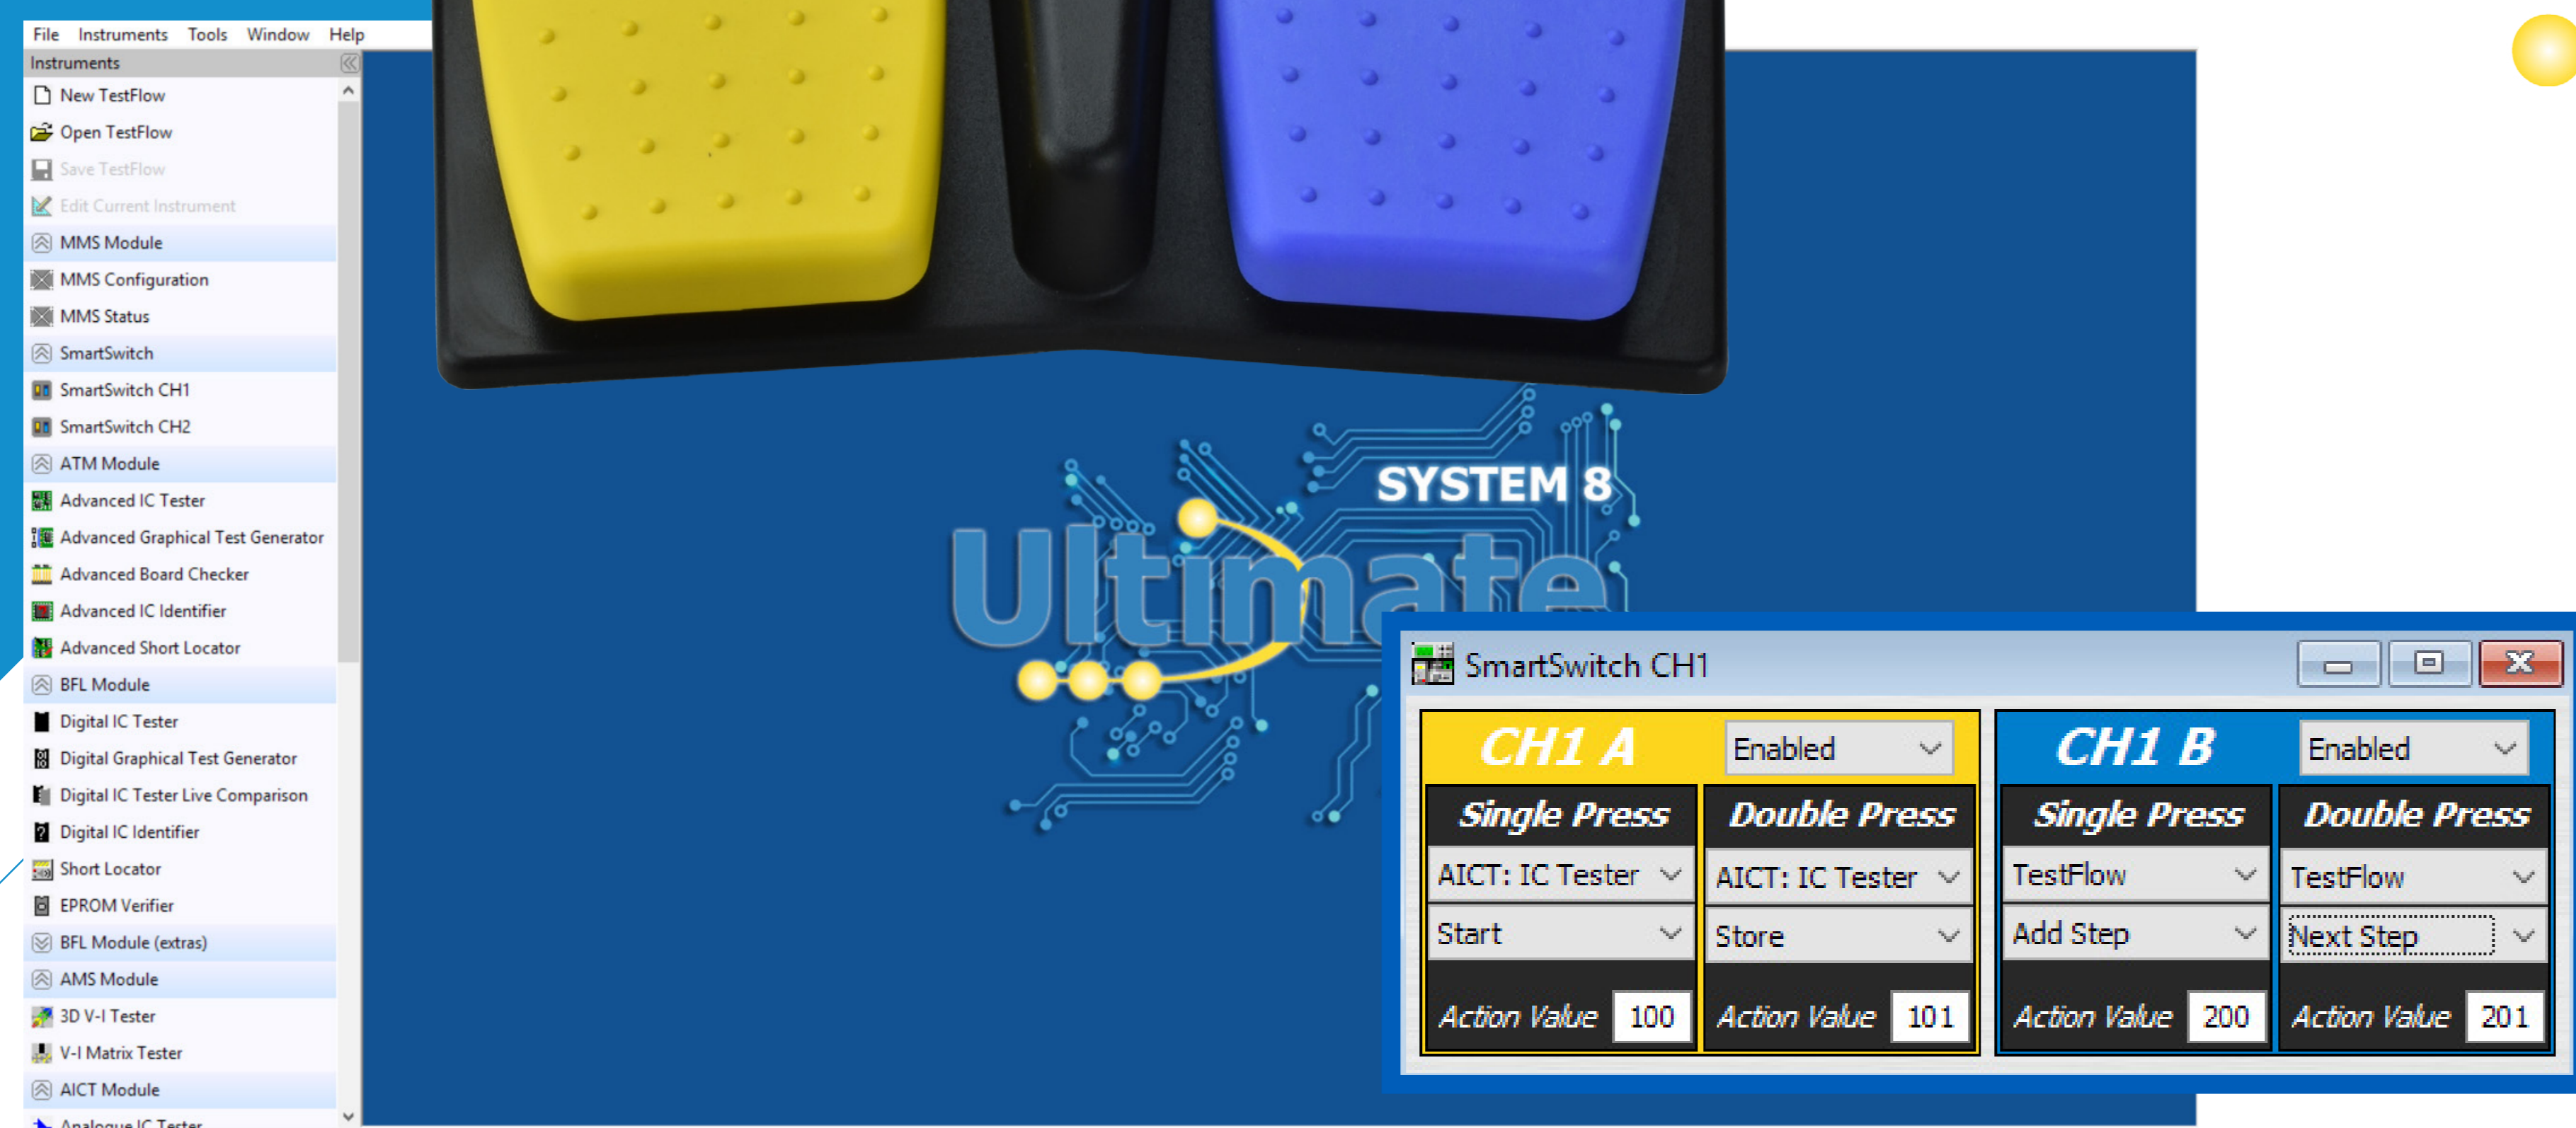 File Instruments Tools Window Help
Instruments
New TestFlow
Open TestFlow
Save TestFlow
Edit Current Instrument
MMS Module
MMS Configuration
MMS Status
SmartSwitch
SmartSwitch CH1
SmartSwitch CH2
ATM Module
Advanced IC Tester
Advanced Graphical Test Generator
Advanced Board Checker
Advanced IC Identifier
Advanced Short Locator
BFL Module
Digital IC Tester
Digital Graphical Test Generator
Digital IC Tester Live Comparison
Digital IC Identifier
Short Locator
EPROM Verifier
BFL Module (extras)
AMS Module
3D V-I Tester
V-I Matrix Tester
AICT Module
Analogue IC Tester
SYSTEM 8
Ultimate
SmartSwitch CH1
CH1 A Enabled CH1 B Enabled
Single Press Double Press Single Press Double Press
AICT: IC Tester AICT: IC Tester TestFlow TestFlow
Start Store Add Step Next Step
Action Value 100 Action Value 101 Action Value 200 Action Value 201